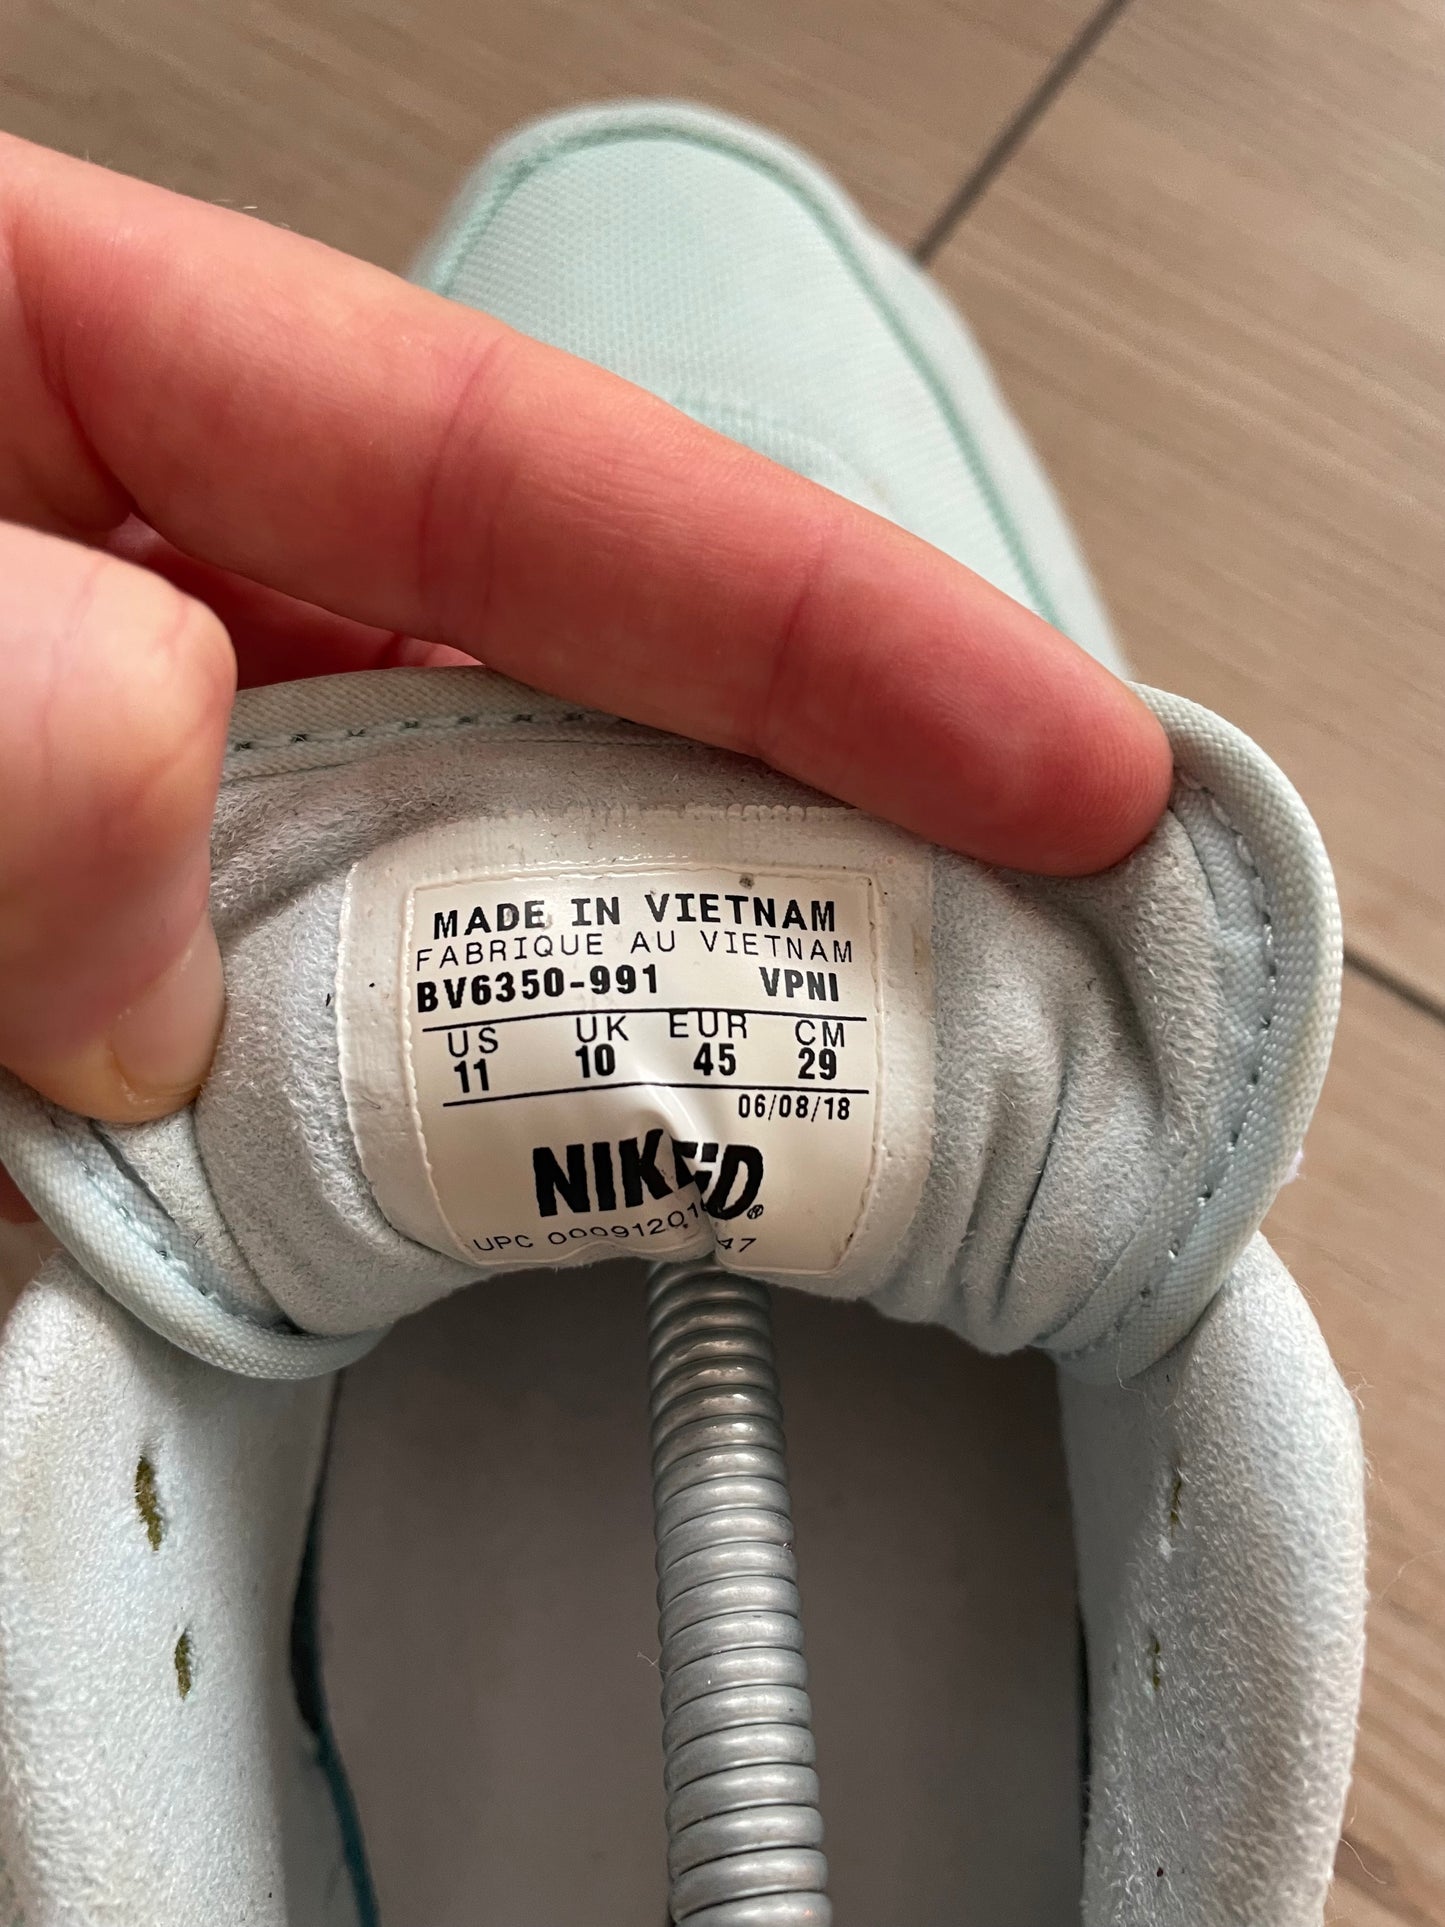 MADE IN VIETNAM
FABRIQUE AU VIETNAM
BV6350-991 VPNI
US UK EUR CM
11 10 45 29
06/08/18
UPC